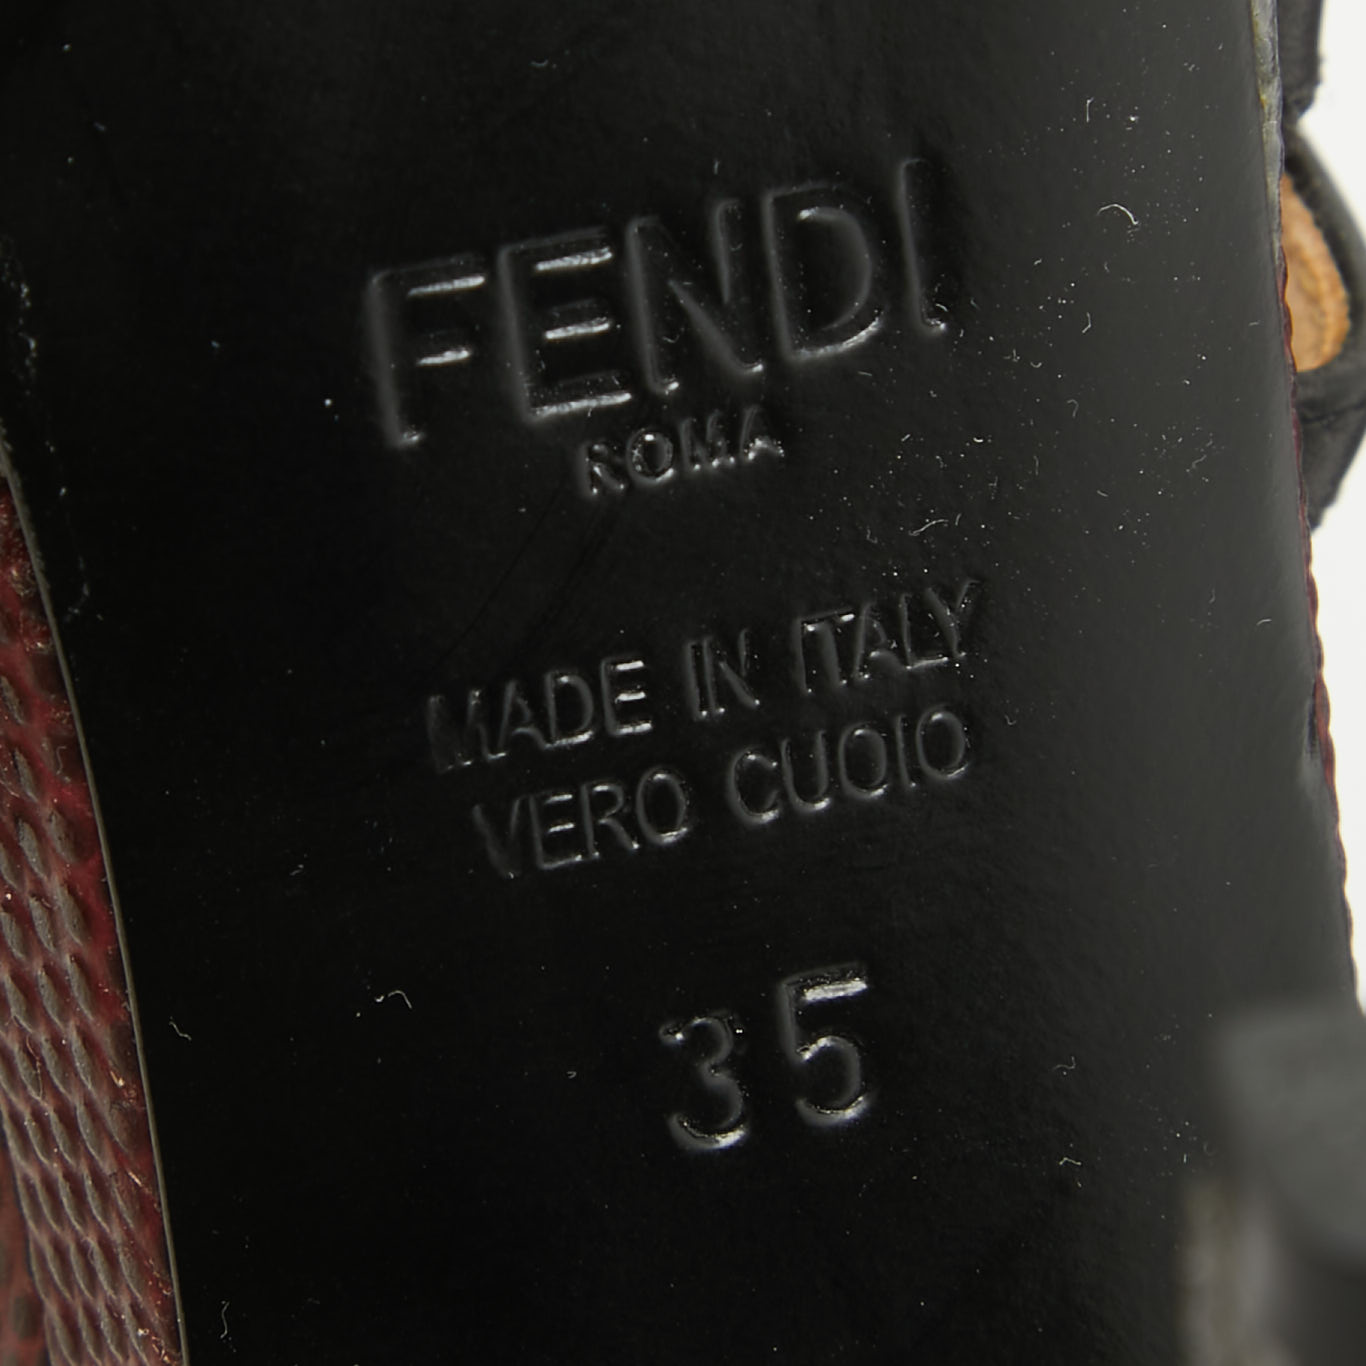 FENDI
ROMA
MADE IN ITALY
VERO CUOIO
35